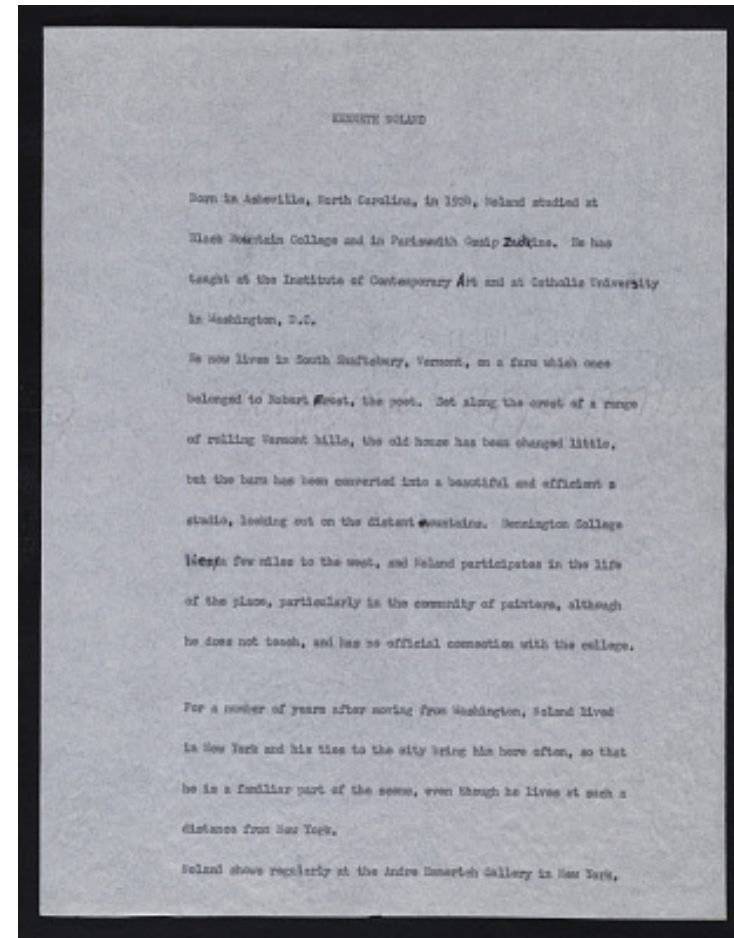 KENNETH NOLAND
Born in Asheville, North Carolina, in 1924, Noland studied at
Black Mountain College and in Pariswith Ossip Zadkine. He has
taught at the Institute of Contemporary Art and at Catholic University
in Washington, D.C.
He now lives in South Shaftsbury, Vermont, on a farm which once
belonged to Robert Frost, the poet. Set along the crest of a range
of rolling Vermont hills, the old house has been changed little,
but the barn has been converted into a beautiful and efficient a
studio, looking out on the distant mountains. Bennington College
lies a few miles to the west, and Noland participates in the life
of the place, particularly in the community of painters, although
he does not teach, and has no official connection with the college.
For a number of years after moving from Washington, Noland lived
in New York and his ties to the city bring him here often, so that
he is a familiar part of the scene, even though he lives at such a
distance from New York.
Noland shows regularly at the Andre Emmerich Gallery in New York,